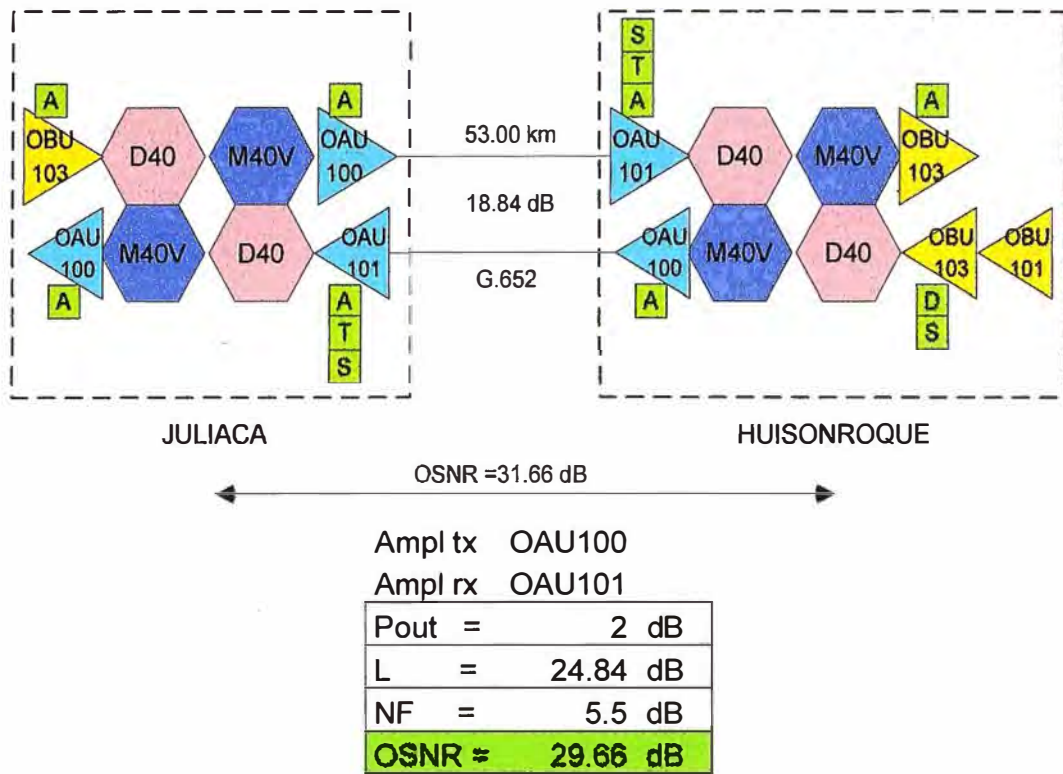 S
T
A A A A
OBU 103 D40 M40V OAU 100 53.00 km OAU 101 D40 M40V OBU 103
18.84 dB
OAU 100 M40V D40 OAU 101 G.652 OAU 100 M40V D40 OBU 103 OBU 101
A A A D
T S
S
JULIACA HUISONROQUE
OSNR =31.66 dB
Ampl tx OAU100
Ampl rx OAU101
Pout = 2 dB
L = 24.84 dB
NF = 5.5 dB
OSNR = 29.66 dB